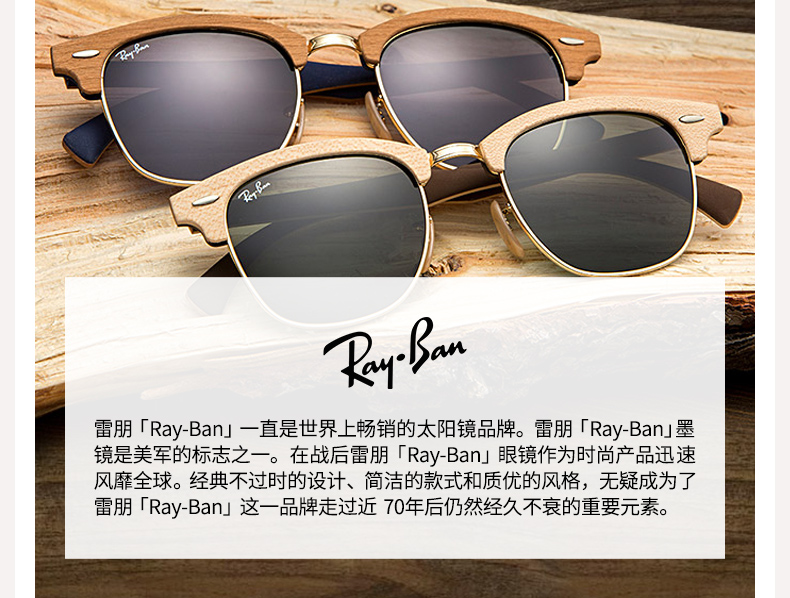 Ray-Ban
Ray-Ban
Ray·Ban
雷朋「Ray-Ban」一直是世界上畅销的太阳镜品牌。雷朋「Ray-Ban」墨
镜是美军的标志之一。在战后雷朋「Ray-Ban」眼镜作为时尚产品迅速
风靡全球。经典不过时的设计、简洁的款式和质优的风格，无疑成为了
雷朋「Ray-Ban」这一品牌走过近 70年后仍然经久不衰的重要元素。